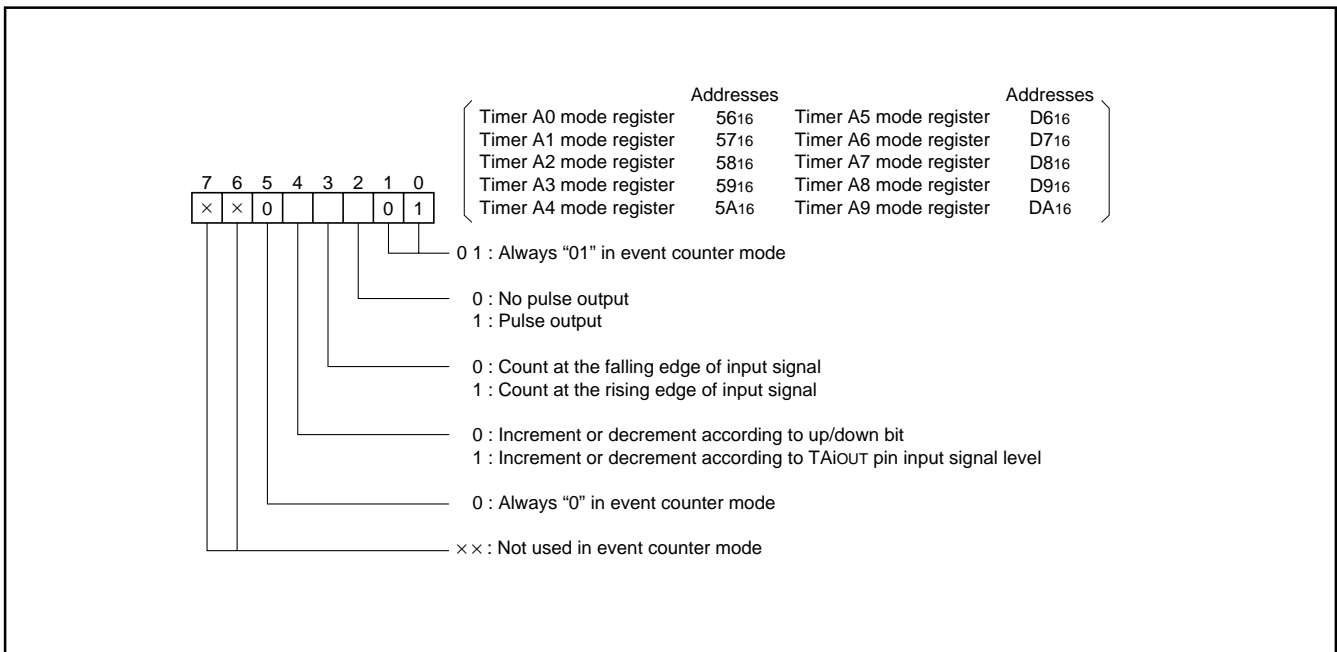 Addresses Addresses
Timer A0 mode register 5616 Timer A5 mode register D616
Timer A1 mode register 5716 Timer A6 mode register D716
Timer A2 mode register 5816 Timer A7 mode register D816
Timer A3 mode register 5916 Timer A8 mode register D916
Timer A4 mode register 5A16 Timer A9 mode register DA16
7 6 5 4 3 2 1 0
× × 0 0 1
0 1 : Always “01” in event counter mode
0 : No pulse output
1 : Pulse output
0 : Count at the falling edge of input signal
1 : Count at the rising edge of input signal
0 : Increment or decrement according to up/down bit
1 : Increment or decrement according to TAiOUT pin input signal level
0 : Always “0” in event counter mode
×× : Not used in event counter mode